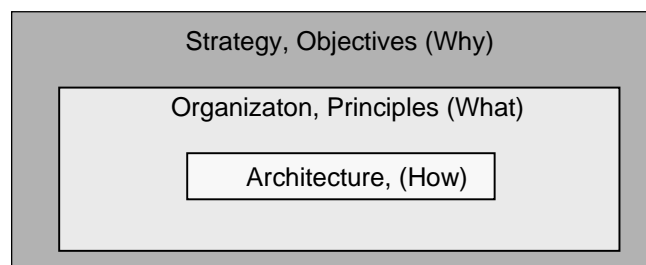 Strategy, Objectives (Why)
Organizaton, Principles (What)
Architecture, (How)